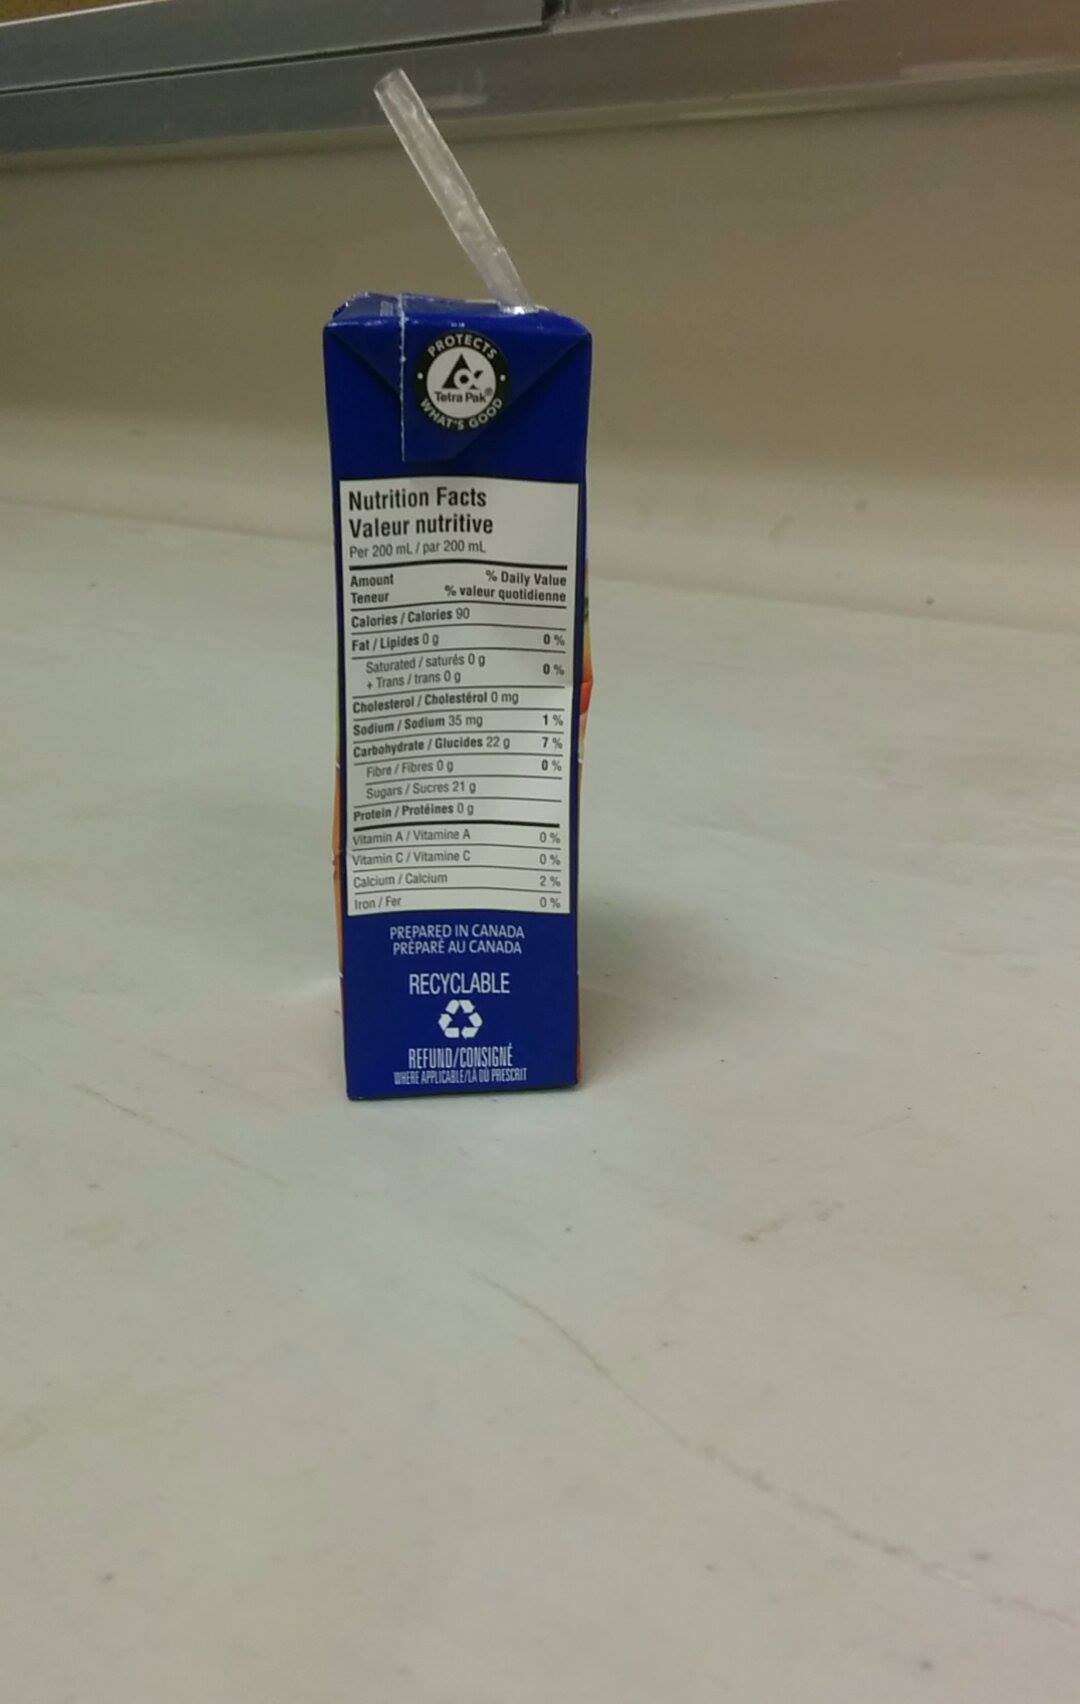 PROTECTS
Tetra Pak®
WHAT'S GOOD
Nutrition Facts
Valeur nutritive
Per 200 mL / par 200 mL
Amount % Daily Value
Teneur % valeur quotidienne
Calories / Calories 90
Fat / Lipides 0 g 0 %
Saturated / saturés 0 g
+ Trans / trans 0 g 0 %
Cholesterol / Cholestérol 0 mg
Sodium / Sodium 35 mg 1 %
Carbohydrate / Glucides 22 g 7 %
Fibre / Fibres 0 g 0 %
Sugars / Sucres 21 g
Protein / Protéines 0 g
Vitamin A / Vitamine A 0 %
Vitamin C / Vitamine C 0 %
Calcium / Calcium 2 %
Iron / Fer 0 %
PREPARED IN CANADA
PRÉPARÉ AU CANADA
RECYCLABLE
REFUND/CONSIGNÉ
WHERE APPLICABLE/LÀ OÙ PRESCRIT